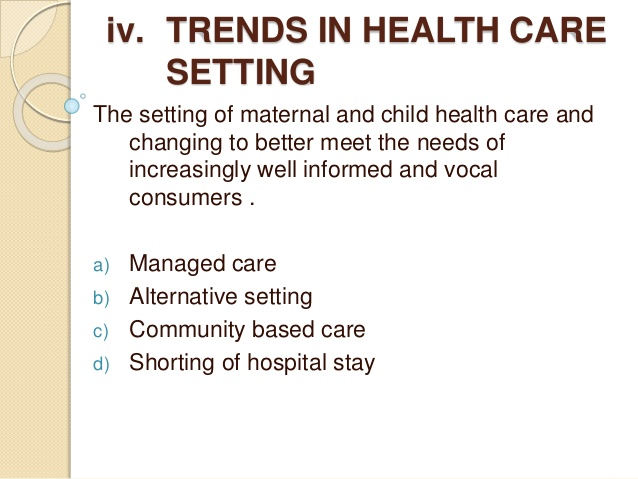 iv. TRENDS IN HEALTH CARE
SETTING
The setting of maternal and child health care and
changing to better meet the needs of
increasingly well informed and vocal
consumers .
a) Managed care
b) Alternative setting
c) Community based care
d) Shorting of hospital stay